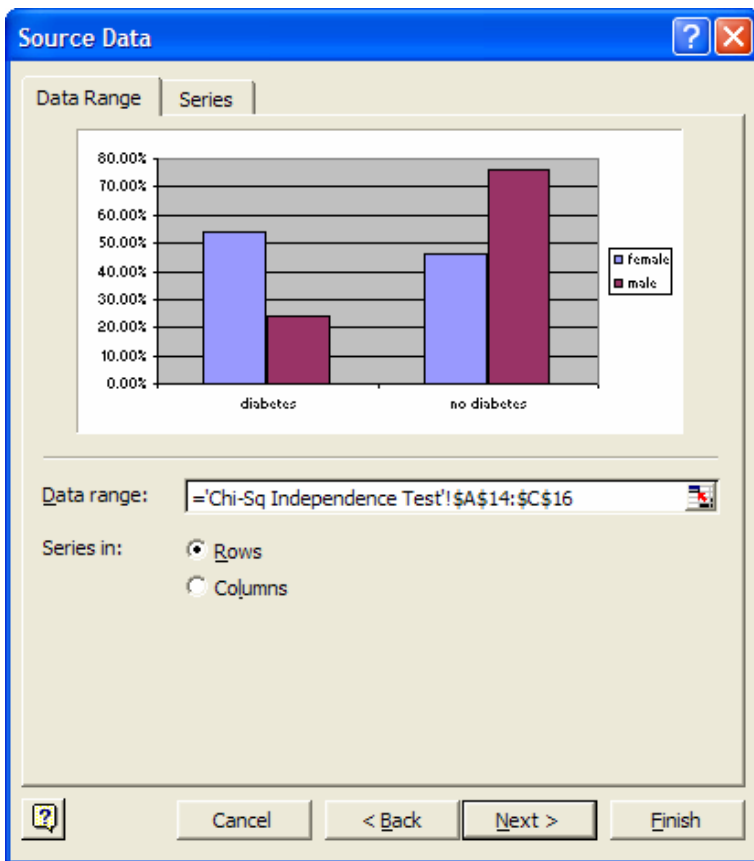 Source Data
Data Range Series
80.00%
70.00%
60.00%
50.00%
40.00%
30.00%
20.00%
10.00%
0.00%
diabetes no diabetes
female
male
Data range: ='Chi-Sq Independence Test'!$A$14:$C$16
Series in: Rows
Columns
Cancel < Back Next > Finish